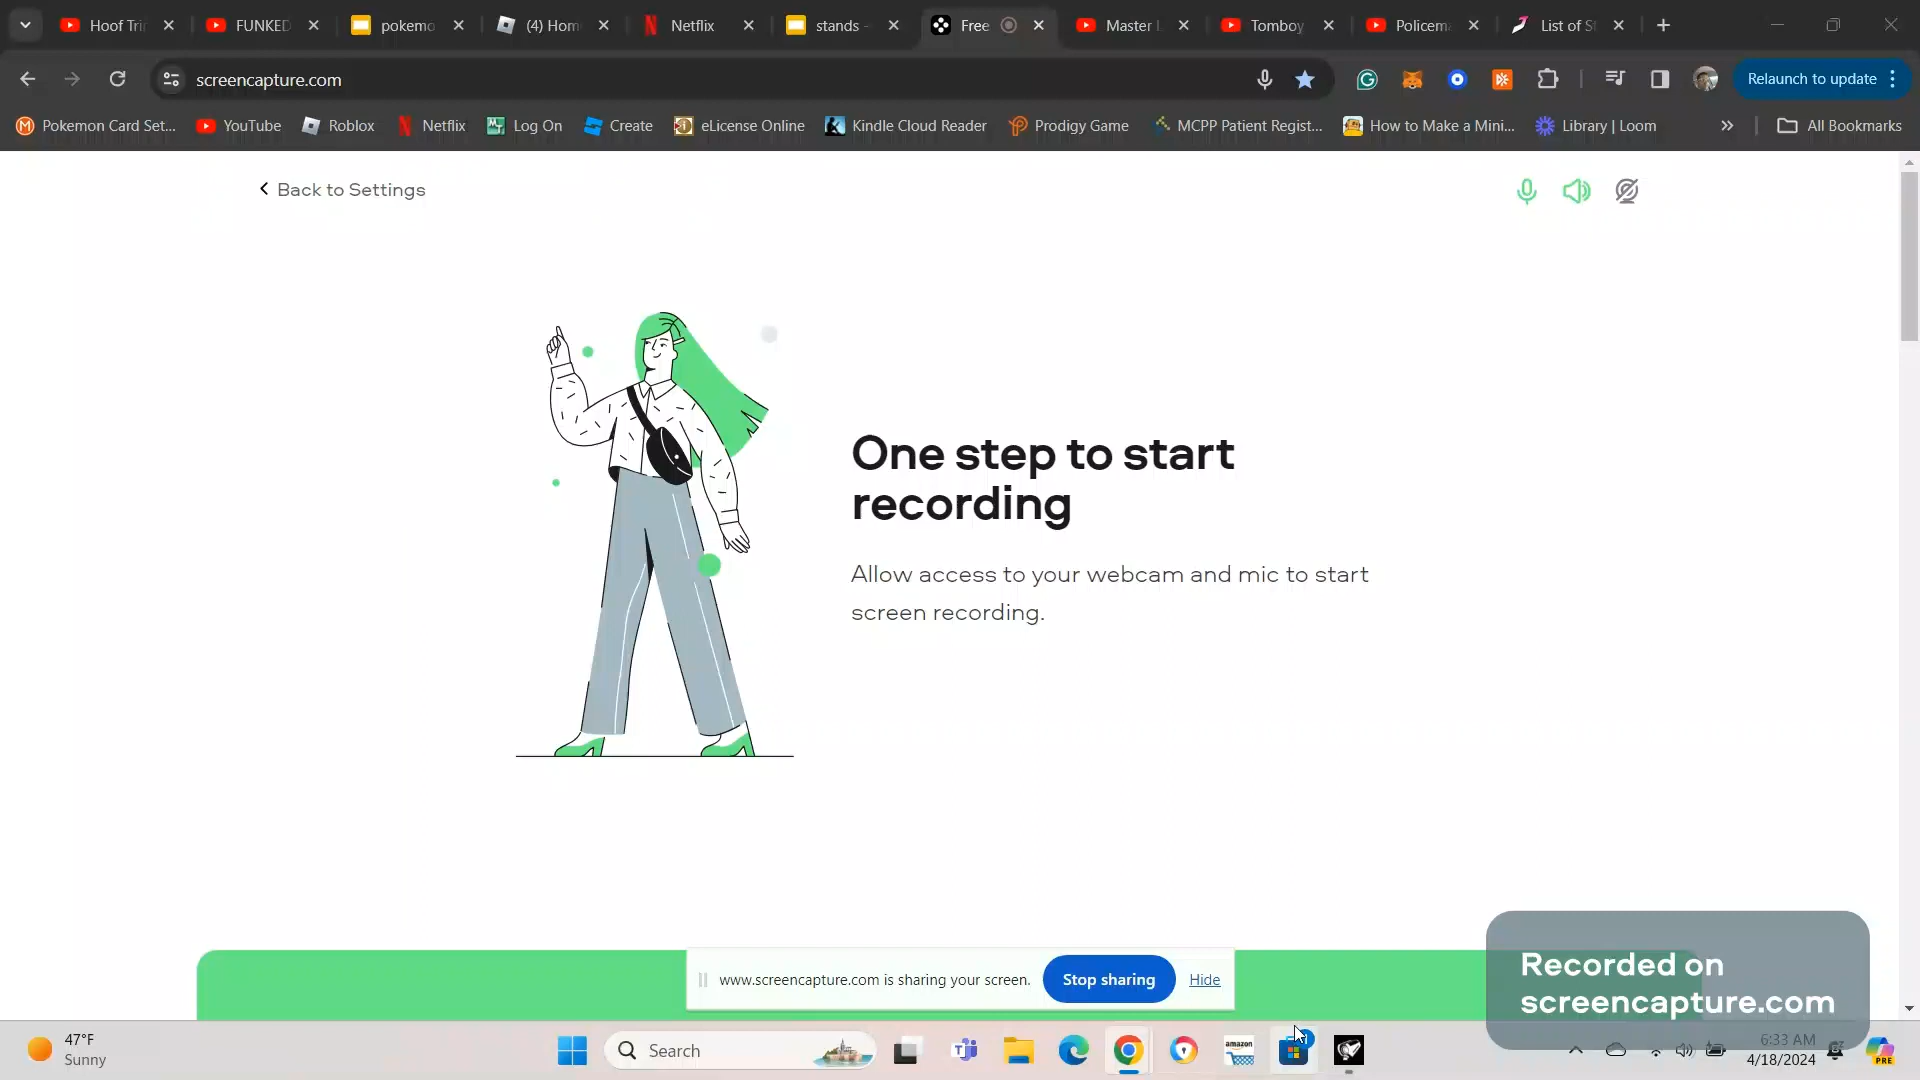 Hoof Tri
FUNKED
pokemo
(4) Hom
Netflix
stands -
Free
Master
Tomboy
Policema
List of S
screencapture.com
Relaunch to update
Pokemon Card Set...
YouTube
Roblox
Netflix
Log On
Create
eLicense Online
Kindle Cloud Reader
Prodigy Game
MCPP Patient Regist...
How to Make a Mini...
Library | Loom
All Bookmarks
Back to Settings
One step to start
recording
Allow access to your webcam and mic to start
screen recording.
www.screencapture.com is sharing your screen.
Stop sharing
Hide
Recorded on
screencapture.com
47°F
Sunny
Search
amazon
6:33 AM
4/18/2024
PRE